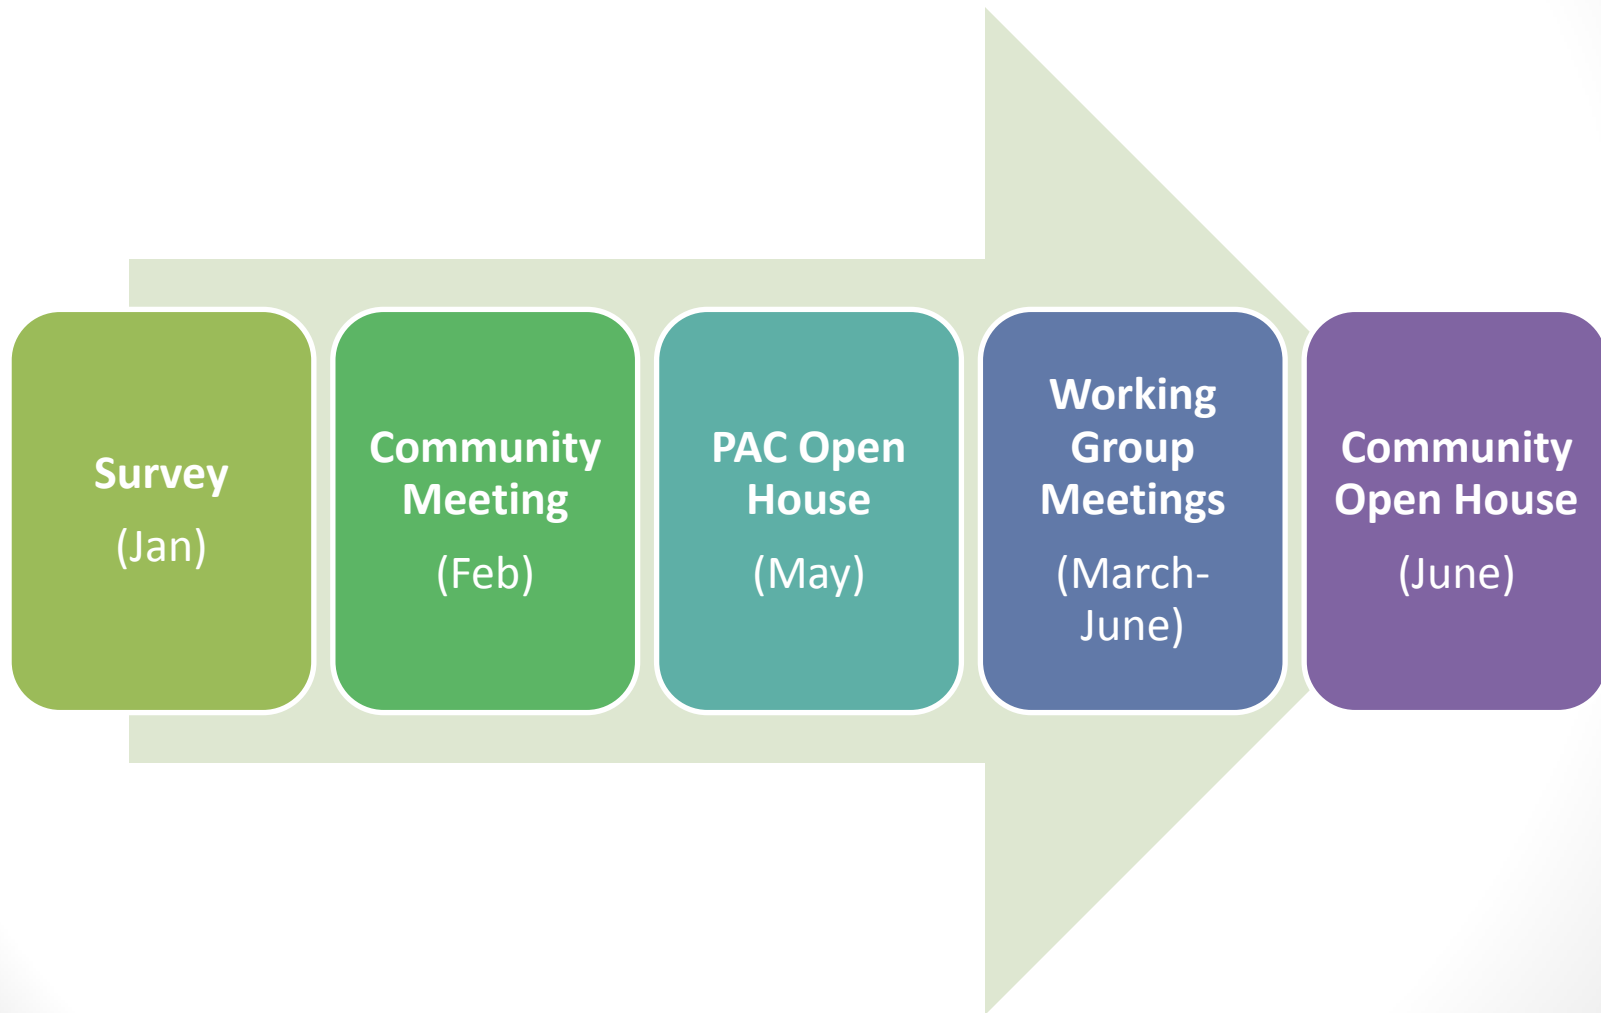 Survey
(Jan)
Community
Meeting
(Feb)
PAC Open
House
(May)
Working
Group
Meetings
(March-
June)
Community
Open House
(June)